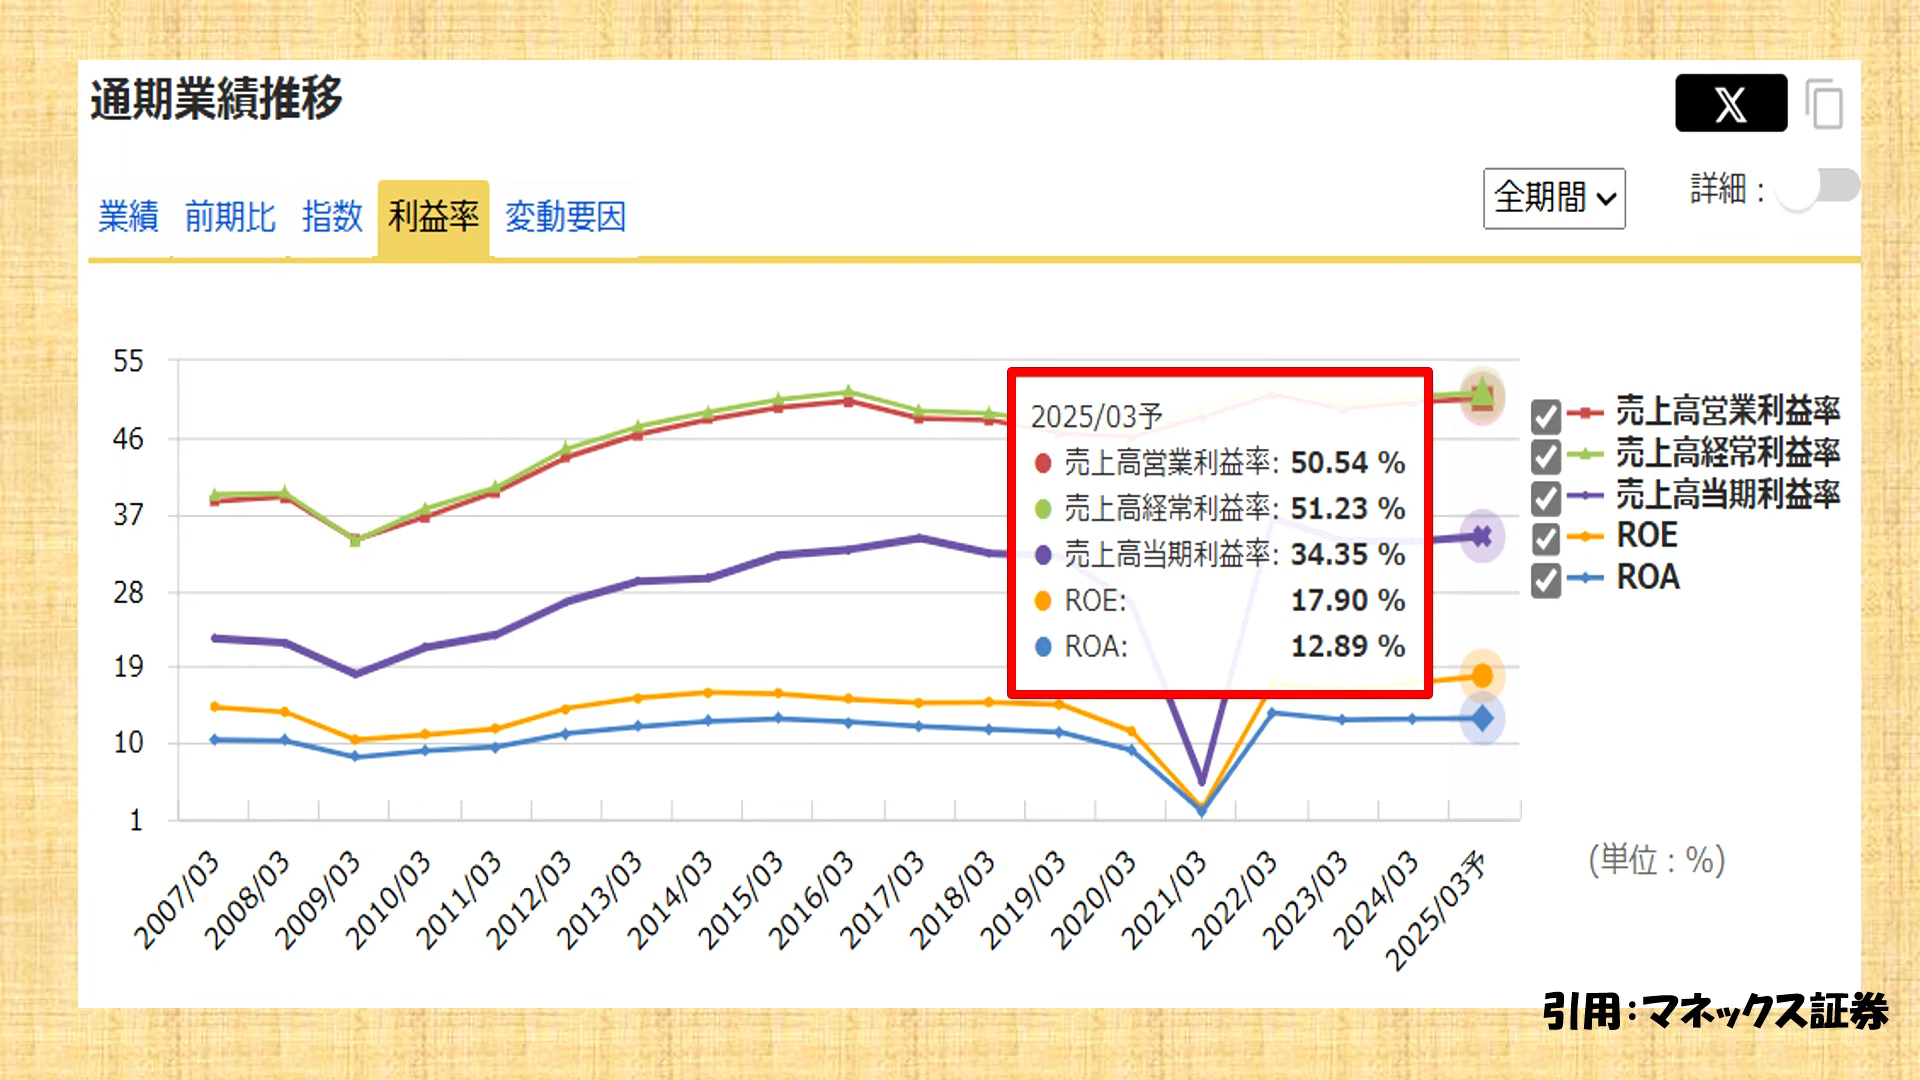 通期業績推移
𝕏
業績 前期比 指数 利益率 変動要因
全期間
詳細：
55
46
37
28
19
10
1
2025/03予
売上高営業利益率: 50.54 %
売上高経常利益率: 51.23 %
売上高当期利益率: 34.35 %
ROE: 17.90 %
ROA: 12.89 %
売上高営業利益率
売上高経常利益率
売上高当期利益率
ROE
ROA
2007/03
2008/03
2009/03
2010/03
2011/03
2012/03
2013/03
2014/03
2015/03
2016/03
2017/03
2018/03
2019/03
2020/03
2021/03
2022/03
2023/03
2024/03
2025/03予
(単位：%)
引用：マネックス証券